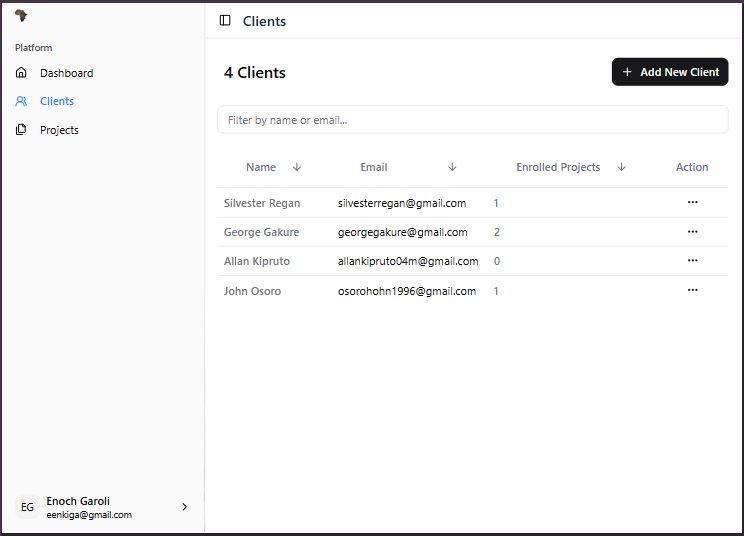 Clients
Platform
Dashboard
Clients
Projects
4 Clients
Add New Client
Filter by name or email...
Name Email Enrolled Projects Action
Silvester Regan silvesterregan@gmail.com 1
George Gakure georgegakure@gmail.com 2
Allan Kipruto allankipruto04m@gmail.com 0
John Osoro osorohohn1996@gmail.com 1
EG
Enoch Garoli
eenkiga@gmail.com